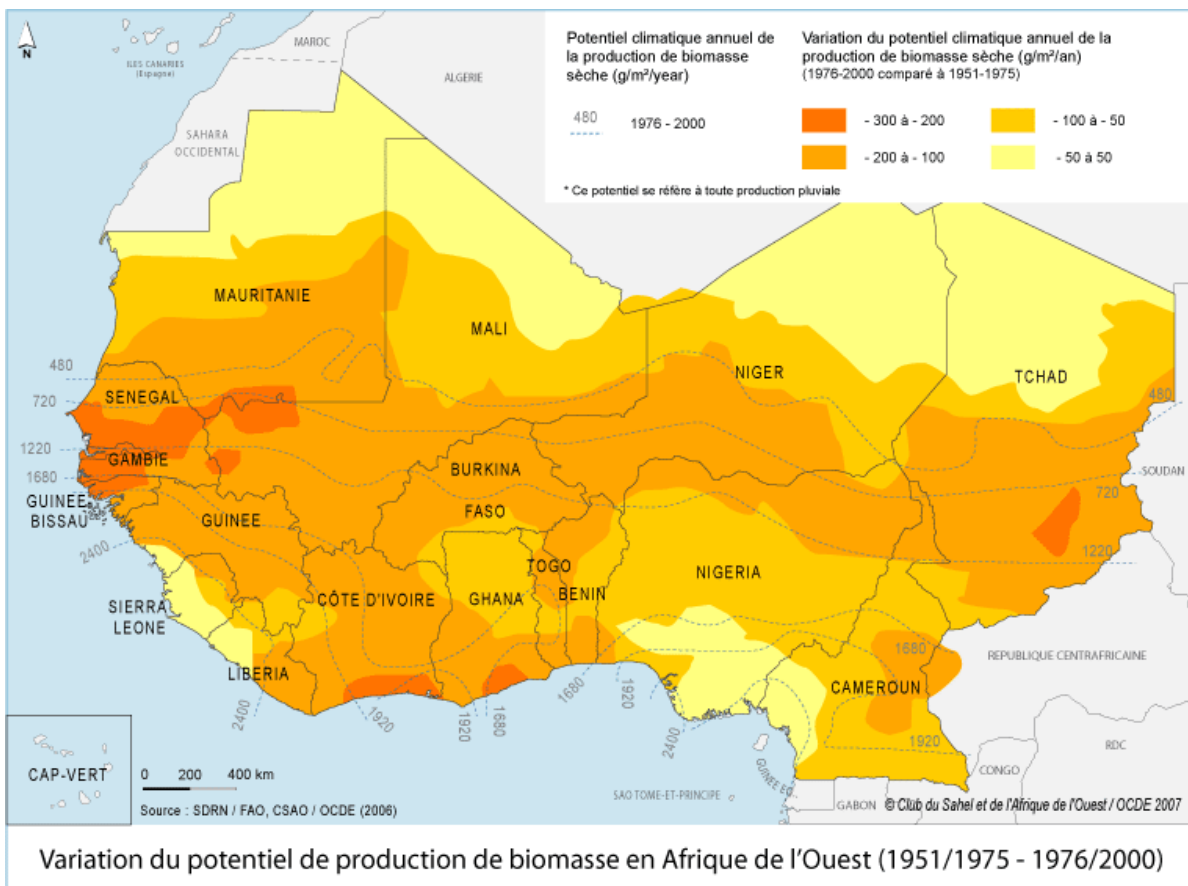 N
ILES CANARIES
(Espagne)
MAROC
ALGERIE
SAHARA
OCCIDENTAL
Potentiel climatique annuel de
la production de biomasse
sèche (g/m²/year)
480
1976 - 2000
Variation du potentiel climatique annuel de la
production de biomasse sèche (g/m²/an)
(1976-2000 comparé à 1951-1975)
- 300 à - 200
- 100 à - 50
- 200 à - 100
- 50 à 50
* Ce potentiel se réfère à toute production pluviale
MAURITANIE
MALI
NIGER
TCHAD
480
720
1220
1680
2400
SENEGAL
GAMBIE
GUINEE
BISSAU
GUINEE
BURKINA
FASO
480
SOUDAN
720
1220
SIERRA
LEONE
LIBERIA
CÔTE D'IVOIRE
GHANA
TOGO
BENIN
NIGERIA
1680
REPUBLIQUE CENTRAFRICAINE
CAMEROUN
1920
2400
1920
1920
1680
1680
1920
2400
GUINEE EQ
RDC
CONGO
GABON
SAO TOME-ET-PRINCIPE
CAP-VERT
0 200 400 km
Source : SDRN / FAO, CSAO / OCDE (2006)
© Club du Sahel et de l'Afrique de l'Ouest / OCDE 2007
Variation du potentiel de production de biomasse en Afrique de l'Ouest (1951/1975 - 1976/2000)